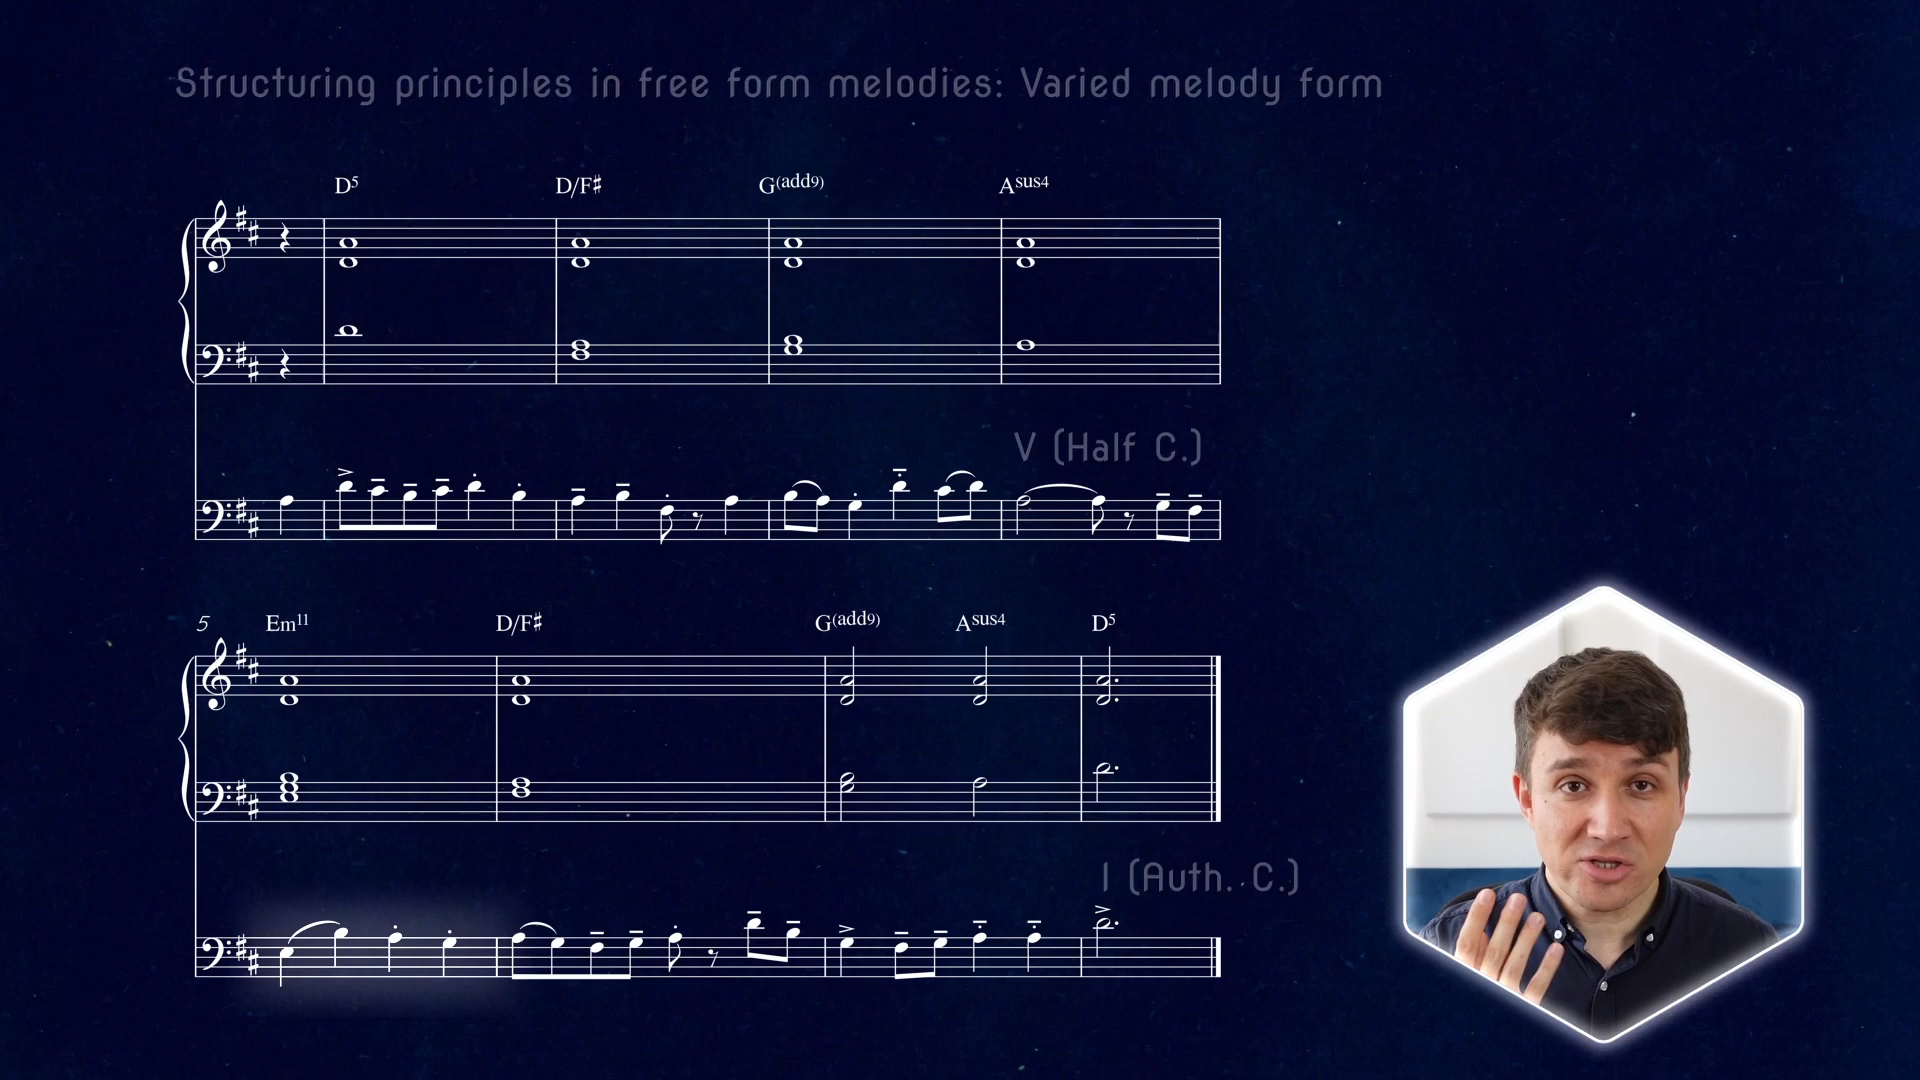 Structuring principles in free form melodies: Varied melody form
D5 D/F♯ G(add9) Asus4
V (Half C.)
5 Em11 D/F♯ G(add9) Asus4 D5
I (Auth. C.)